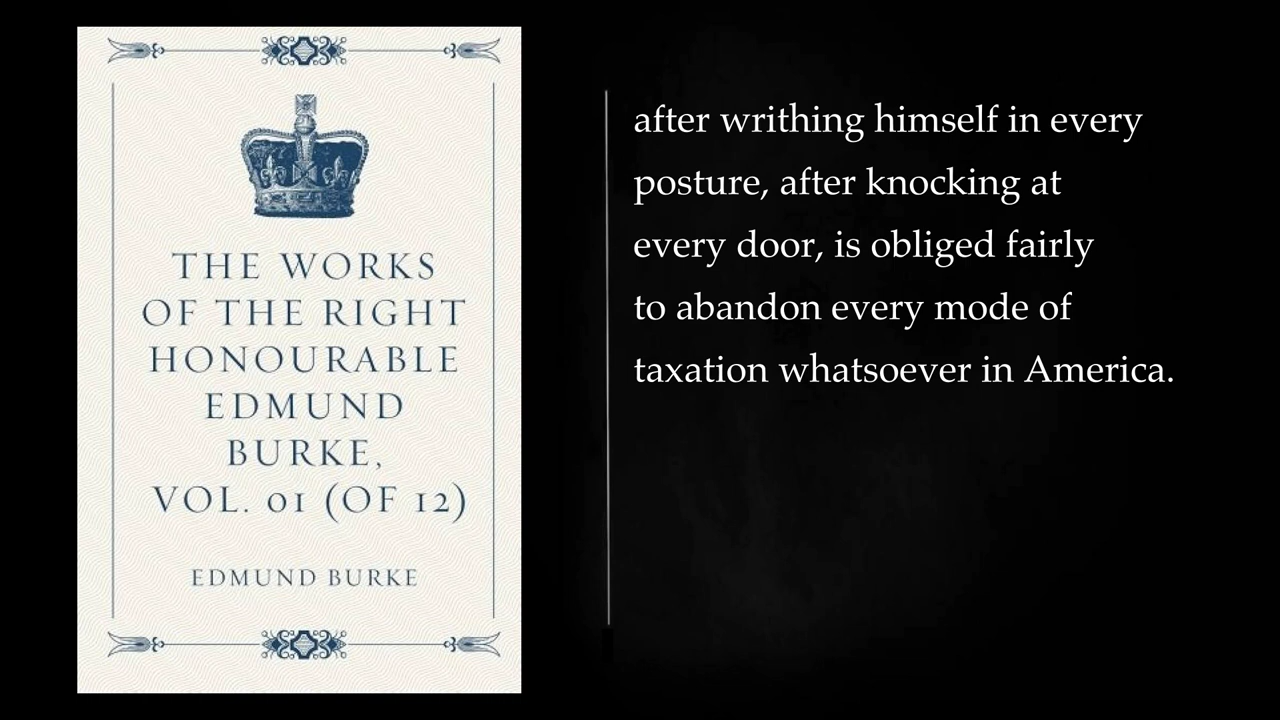 THE WORKS
OF THE RIGHT
HONOURABLE
EDMUND
BURKE,
VOL. 01 (OF 12)
EDMUND BURKE
after writhing himself in every
posture, after knocking at
every door, is obliged fairly
to abandon every mode of
taxation whatsoever in America.